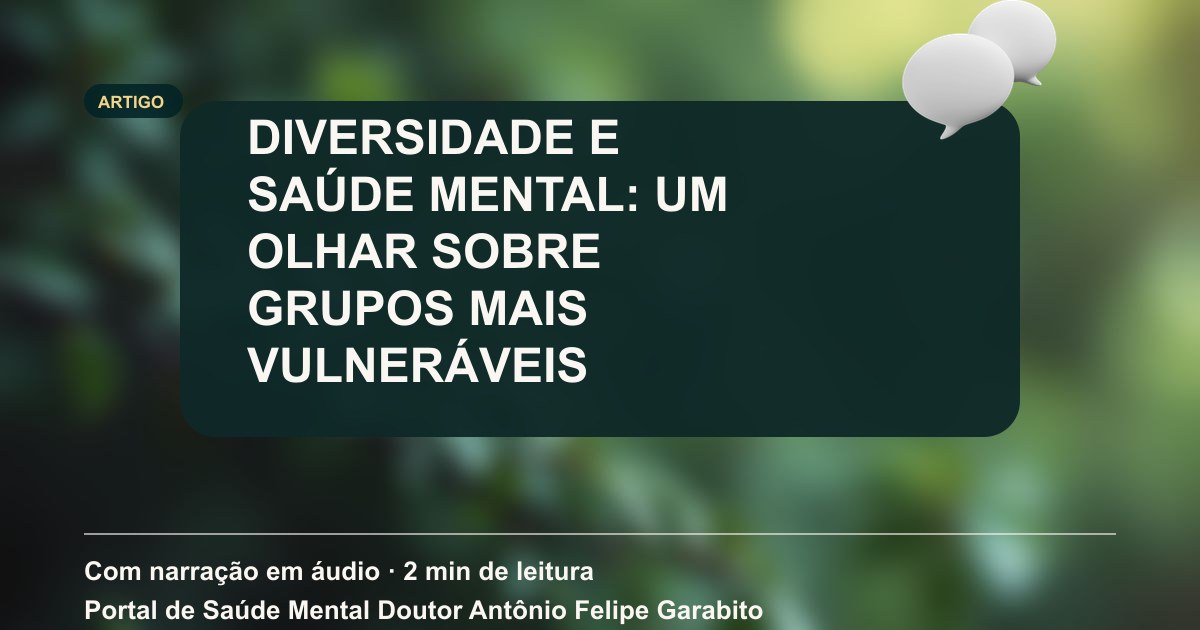 ARTIGO
DIVERSIDADE E
SAÚDE MENTAL: UM
OLHAR SOBRE
GRUPOS MAIS
VULNERÁVEIS
Com narração em áudio · 2 min de leitura
Portal de Saúde Mental Doutor Antônio Felipe Garabito